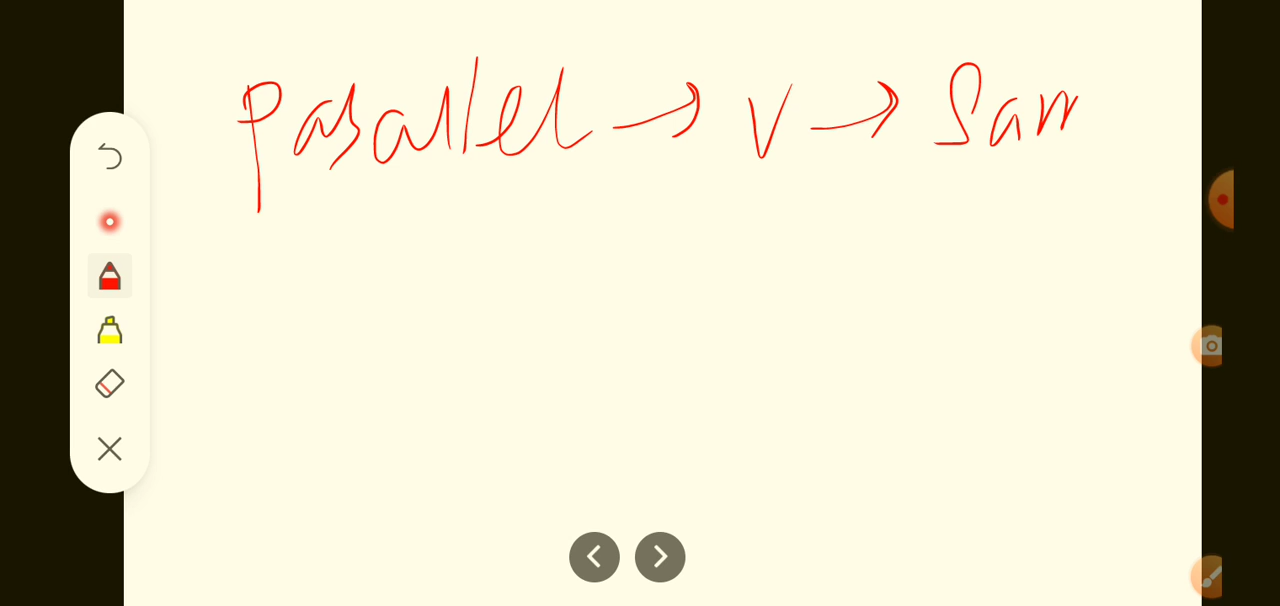 Parallel → V → Sam